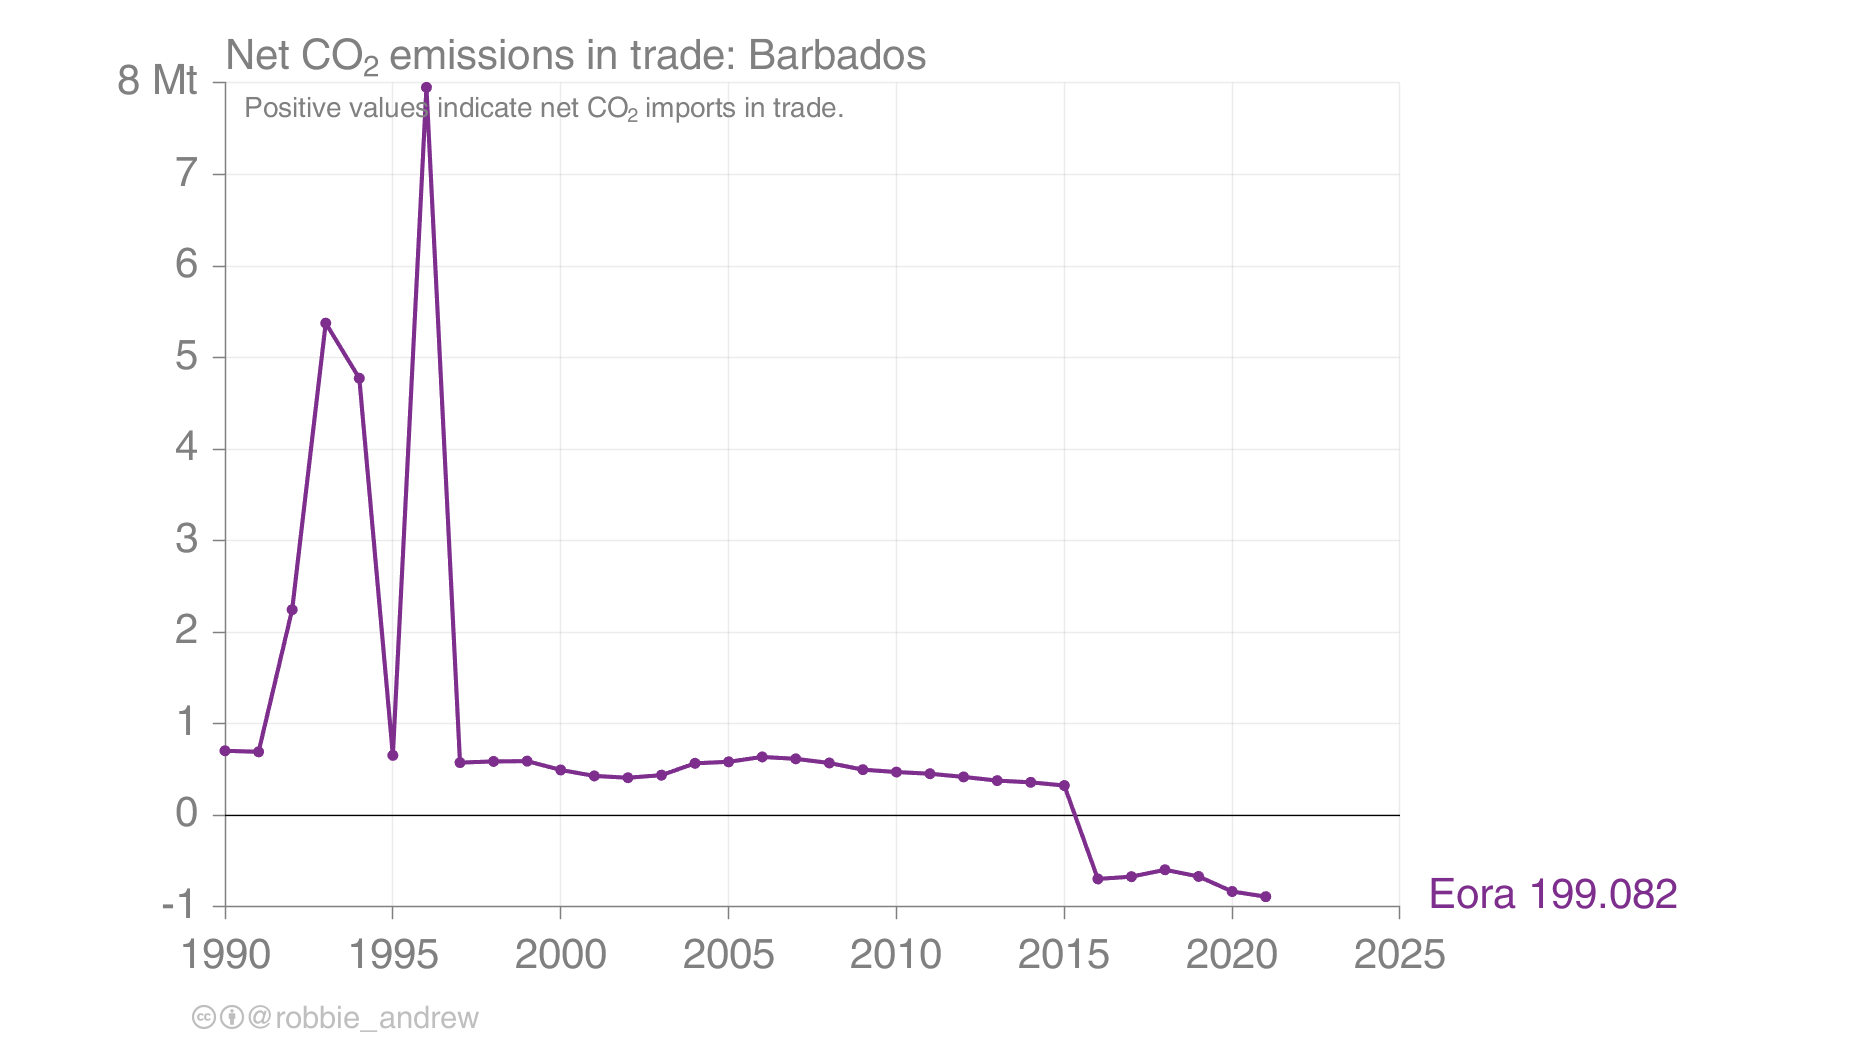 Net CO₂ emissions in trade: Barbados
8 Mt
Positive values indicate net CO₂ imports in trade.
7
6
5
4
3
2
1
0
-1
Eora 199.082
1990 1995 2000 2005 2010 2015 2020 2025
@robbie_andrew